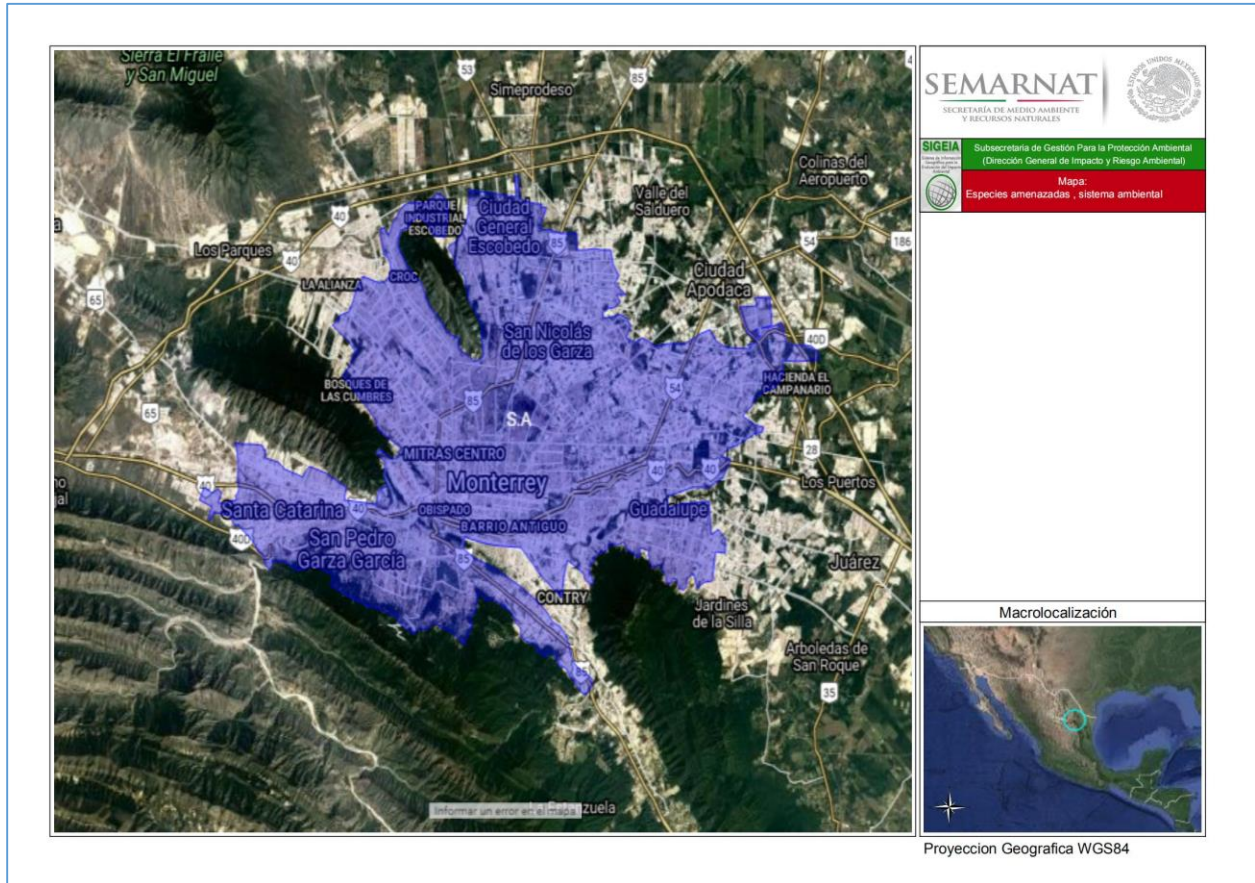 Sierra El Fraile
y San Miguel
53
85
Simeprodeso
Colinas del
Aeropuerto
Valle del
Salduero
PARQUE
INDUSTRIAL
ESCOBEDO
Ciudad
General
Escobedo
40
85
54
186
Los Parques
40
CROC
LA ALIANZA
Ciudad
Apodaca
65
San Nicolás
de los Garza
40D
BOSQUES DE
LAS CUMBRES
HACIENDA EL
CAMPANARIO
54
85
65
S.A
MITRAS CENTRO
28
40
40
Monterrey
Los Puertos
40
Santa Catarina
40
OBISPADO
Guadalupe
BARRIO ANTIGUO
40D
San Pedro
Garza García
85
Juárez
CONTRY
Jardines
de la Silla
Arboledas de
San Roque
85
35
Informar un error en el mapa
SEMARNAT
SECRETARÍA DE MEDIO AMBIENTE
Y RECURSOS NATURALES
ESTADOS UNIDOS MEXICANOS
SIGEIA
Subsecretaria de Gestión Para la Protección Ambiental
(Dirección General de Impacto y Riesgo Ambiental)
Mapa:
Especies amenazadas , sistema ambiental
Macrolocalización
Proyeccion Geografica WGS84